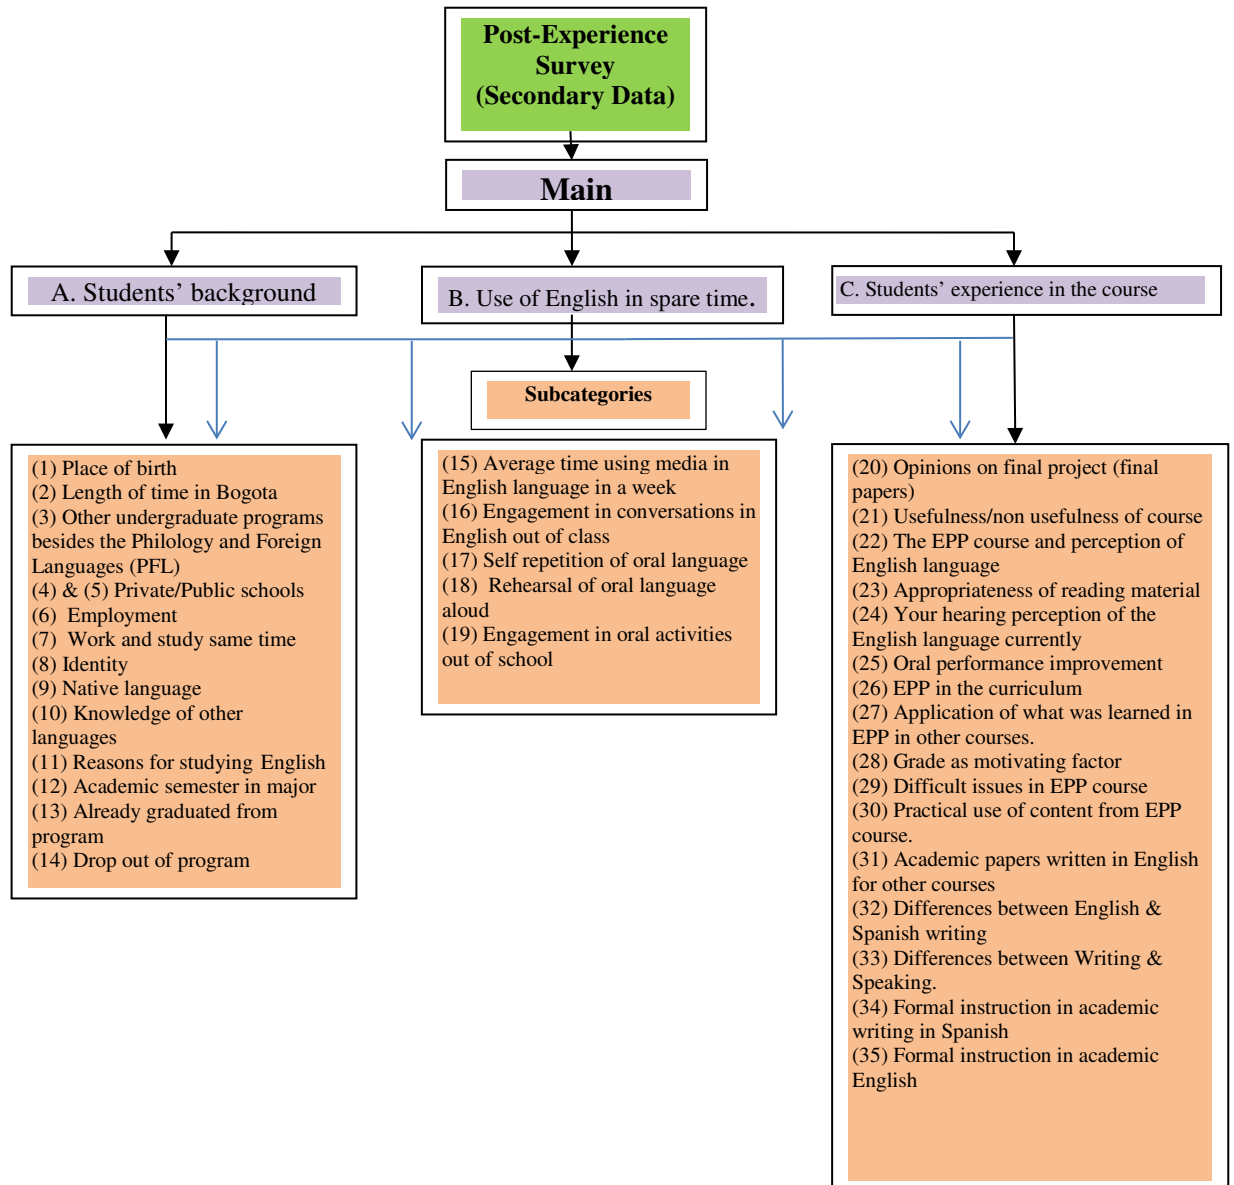 Post-Experience
Survey
(Secondary Data)
Main
A. Students’ background
B. Use of English in spare time.
C. Students’ experience in the course
Subcategories
(1) Place of birth
(2) Length of time in Bogota
(3) Other undergraduate programs
besides the Philology and Foreign
Languages (PFL)
(4) & (5) Private/Public schools
(6) Employment
(7) Work and study same time
(8) Identity
(9) Native language
(10) Knowledge of other
languages
(11) Reasons for studying English
(12) Academic semester in major
(13) Already graduated from
program
(14) Drop out of program
(15) Average time using media in
English language in a week
(16) Engagement in conversations in
English out of class
(17) Self repetition of oral language
(18) Rehearsal of oral language
aloud
(19) Engagement in oral activities
out of school
(20) Opinions on final project (final
papers)
(21) Usefulness/non usefulness of course
(22) The EPP course and perception of
English language
(23) Appropriateness of reading material
(24) Your hearing perception of the
English language currently
(25) Oral performance improvement
(26) EPP in the curriculum
(27) Application of what was learned in
EPP in other courses.
(28) Grade as motivating factor
(29) Difficult issues in EPP course
(30) Practical use of content from EPP
course.
(31) Academic papers written in English
for other courses
(32) Differences between English &
Spanish writing
(33) Differences between Writing &
Speaking.
(34) Formal instruction in academic
writing in Spanish
(35) Formal instruction in academic
English